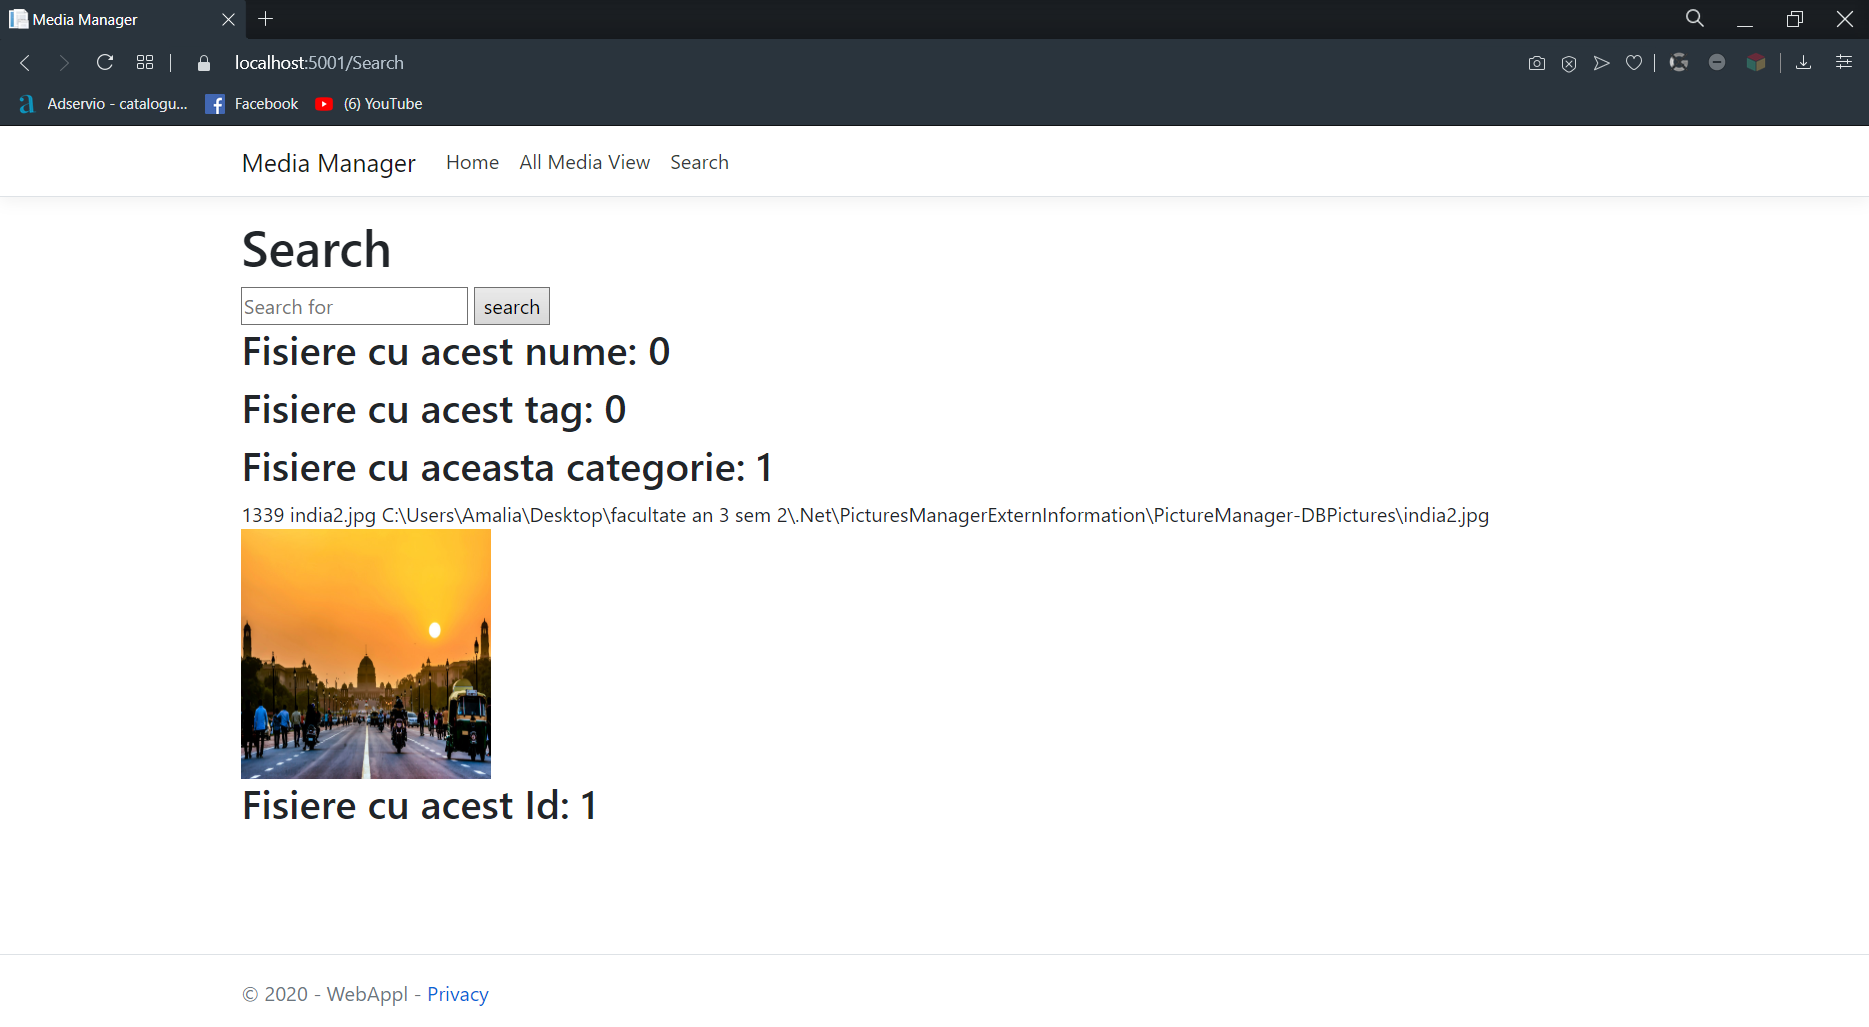 Media Manager
localhost:5001/Search
Adservio - catalogu... Facebook (6) YouTube
Media Manager Home All Media View Search
Search
Search for search
Fisiere cu acest nume: 0
Fisiere cu acest tag: 0
Fisiere cu aceasta categorie: 1
1339 india2.jpg C:\Users\Amalia\Desktop\facultate an 3 sem 2\.Net\PicturesManagerExternInformation\PictureManager-DBPictures\india2.jpg
Fisiere cu acest Id: 1
© 2020 - WebAppl - Privacy